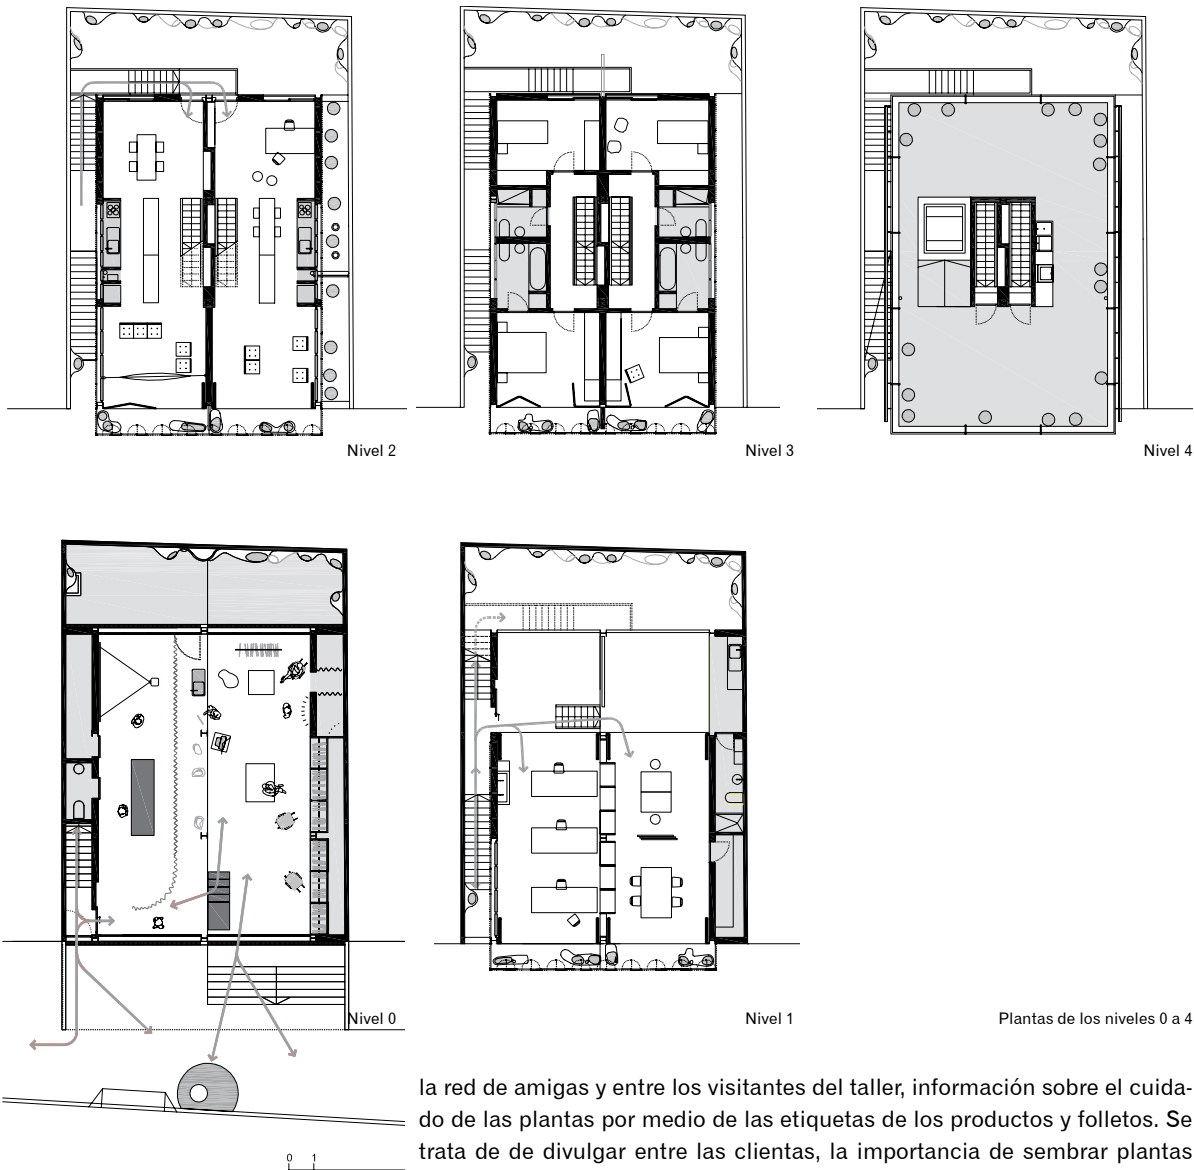 Nivel 2
Nivel 3
Nivel 4
Nivel 0
Nivel 1
Plantas de los niveles 0 a 4
0 1
la red de amigas y entre los visitantes del taller, información sobre el cuida-
do de las plantas por medio de las etiquetas de los productos y folletos. Se
trata de de divulgar entre las clientas, la importancia de sembrar plantas